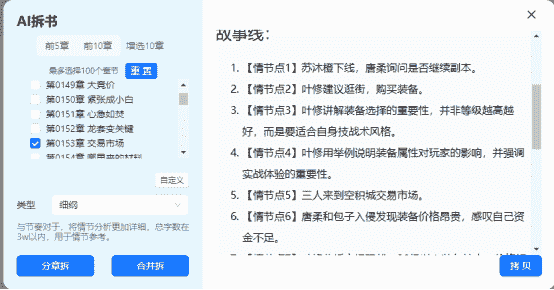 AI拆书
前5章 前10章 增选10章
最多选择100个章节 重 置
第0149章 大竞价
第0150章 紧张成小白
第0151章 心急如焚
第0152章 龙套变关键
第0153章 交易市场
自定义
类型 细纲
与节要对于，将情节分析更加详细。总字数在
3w以内，用于情节参考。
分章拆 合并拆
故事线：
1. 【情节点1】苏沐橙下线，唐柔询问是否继续副本。
2. 【情节点2】叶修建议逛街，购买装备。
3. 【情节点3】叶修讲解装备选择的重要性，并非等级越高越
好，而是要适合自身技战术风格。
4. 【情节点4】叶修用举例说明装备属性对玩家的影响，并强调
实战体验的重要性。
5. 【情节点5】三人来到空积城交易市场。
6. 【情节点6】唐柔和包子入侵发现装备价格昂贵，感叹自己资
金不足。
拷 贝